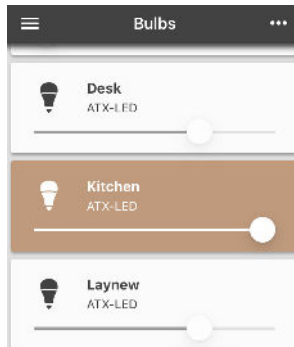 Bulbs
Desk
ATX-LED
Kitchen
ATX-LED
Laynew
ATX-LED